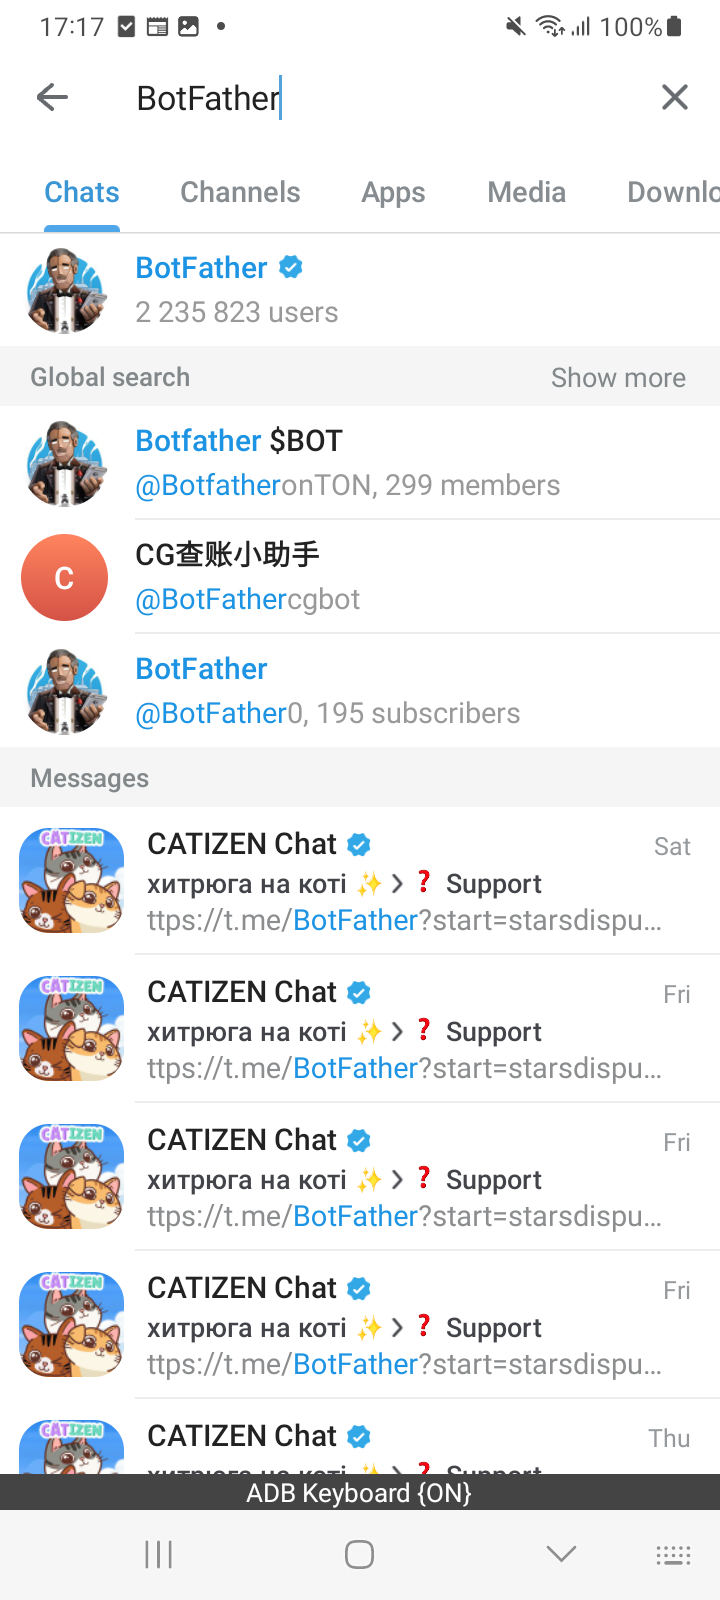 17:17 100%
BotFather
Chats Channels Apps Media Downlo
BotFather
2 235 823 users
Global search Show more
Botfather $BOT
@BotfatheronTON, 299 members
C
CG查账小助手
@BotFathercgbot
BotFather
@BotFather0, 195 subscribers
Messages
CATIZEN
CATIZEN Chat Sat
хитрюга на коті ✨ > ❓ Support
ttps://t.me/BotFather?start=starsdispu...
CATIZEN
CATIZEN Chat Fri
хитрюга на коті ✨ > ❓ Support
ttps://t.me/BotFather?start=starsdispu...
CATIZEN
CATIZEN Chat Fri
хитрюга на коті ✨ > ❓ Support
ttps://t.me/BotFather?start=starsdispu...
CATIZEN
CATIZEN Chat Fri
хитрюга на коті ✨ > ❓ Support
ttps://t.me/BotFather?start=starsdispu...
CATIZEN
CATIZEN Chat Thu
хитрюга на коті ✨ > ❓ Support
ADB Keyboard {ON}